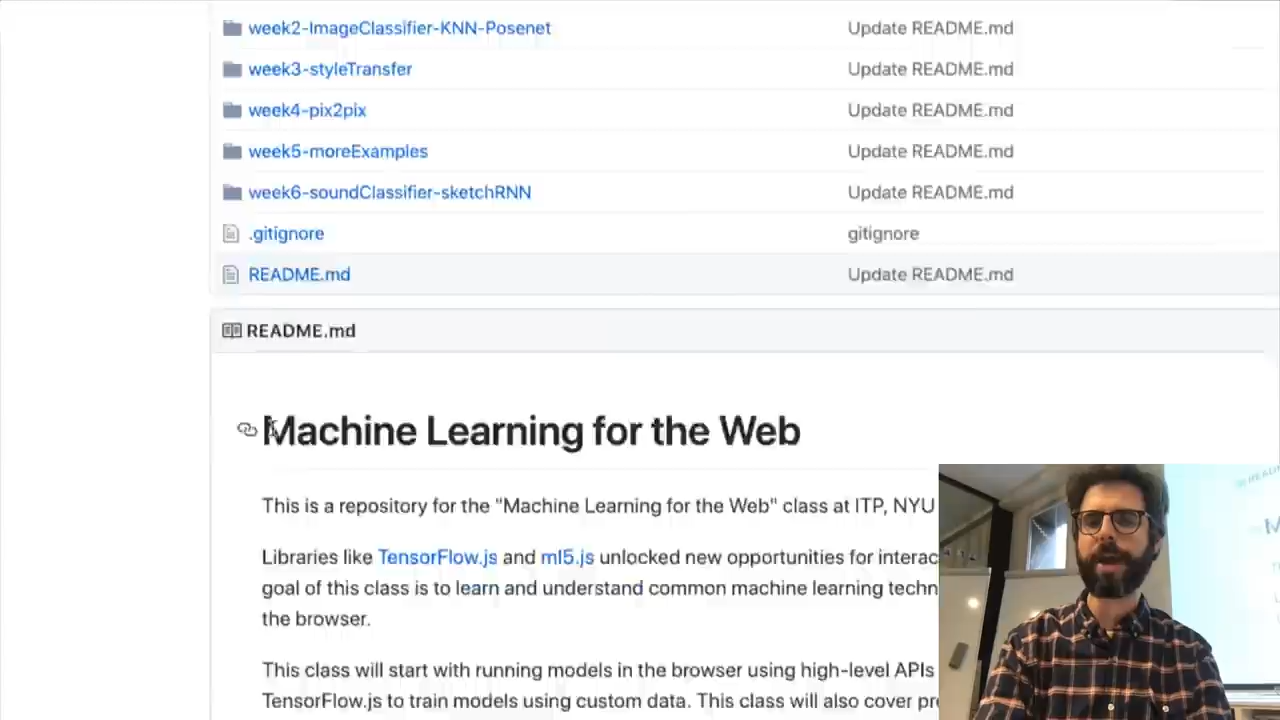 week2-ImageClassifier-KNN-Posenet Update README.md
week3-styleTransfer Update README.md
week4-pix2pix Update README.md
week5-moreExamples Update README.md
week6-soundClassifier-sketchRNN Update README.md
.gitignore gitignore
README.md Update README.md
README.md
Machine Learning for the Web
This is a repository for the "Machine Learning for the Web" class at ITP, NYU
Libraries like TensorFlow.js and ml5.js unlocked new opportunities for interac
goal of this class is to learn and understand common machine learning techn
the browser.
This class will start with running models in the browser using high-level APIs
TensorFlow.js to train models using custom data. This class will also cover pre